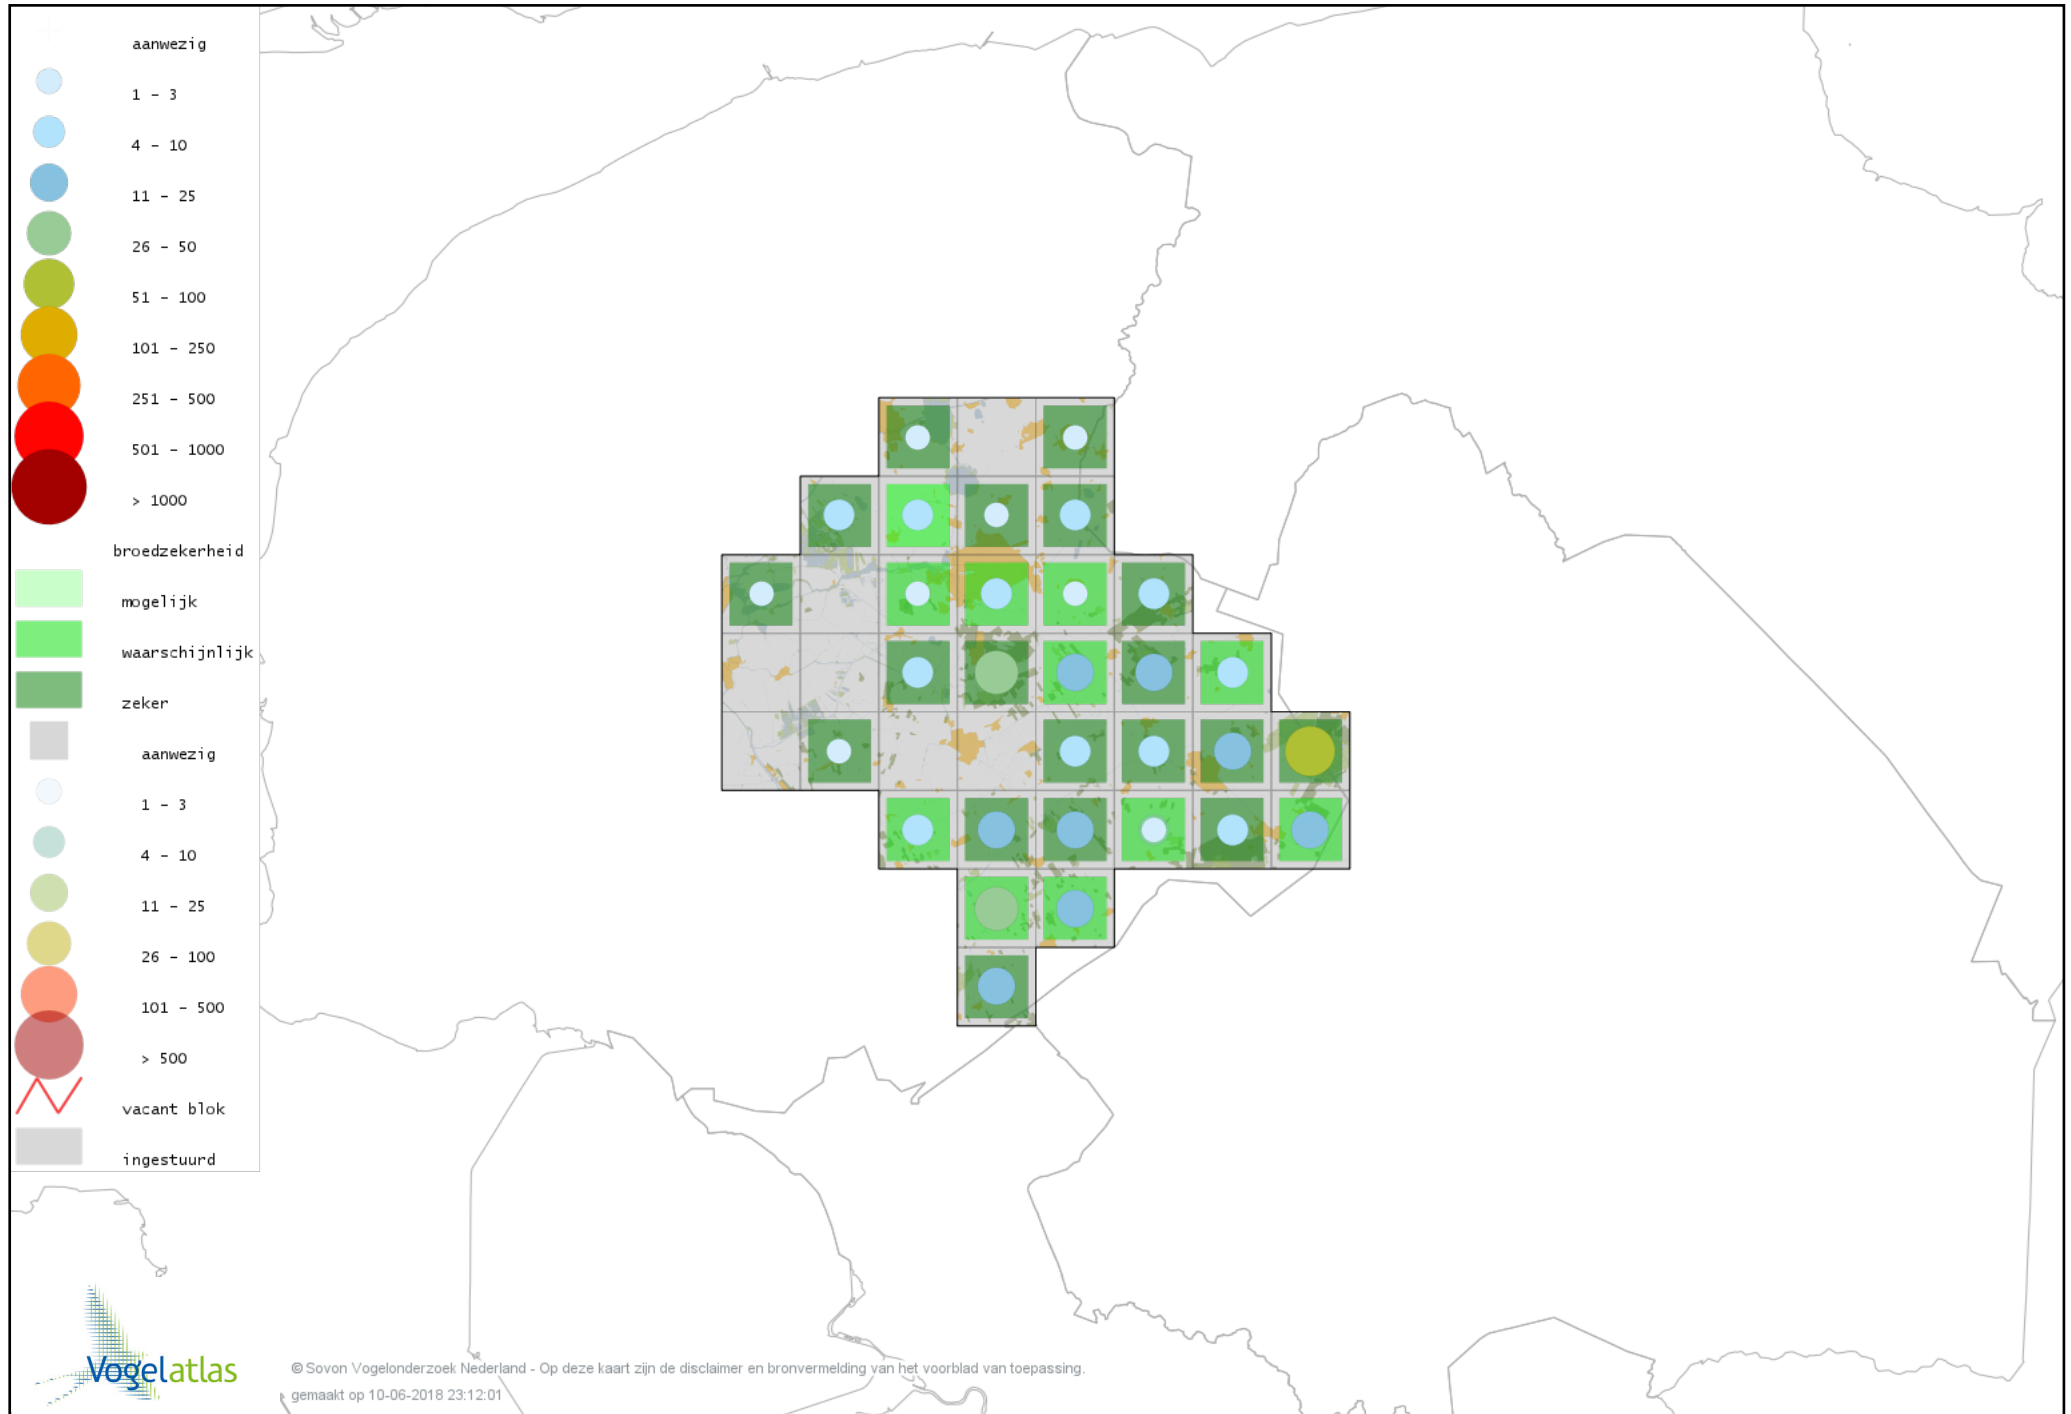 aanwezig
1 - 3
4 - 10
11 - 25
26 - 50
51 - 100
101 - 250
251 - 500
501 - 1000
> 1000
broedzekerheid
mogelijk
waarschijnlijk
zeker
aanwezig
1 - 3
4 - 10
11 - 25
26 - 100
101 - 500
> 500
vacant blok
ingestuurd
Vogelatlas
© Sovon Vogelonderzoek Nederland - Op deze kaart zijn de disclaimer en bronvermelding van het voorblad van toepassing.
gemaakt op 10-06-2018 23:12:01